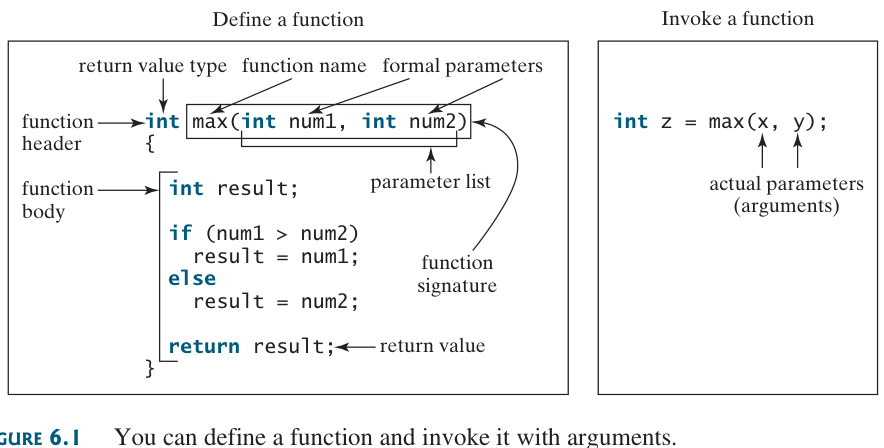 Define a function
Invoke a function
return value type function name formal parameters
function header
int max(int num1, int num2)
{
parameter list
function body
int result;
if (num1 > num2)
result = num1;
else
result = num2;
function signature
return result;
return value
}
int z = max(x, y);
actual parameters
(arguments)
GURE 6.1 You can define a function and invoke it with arguments.